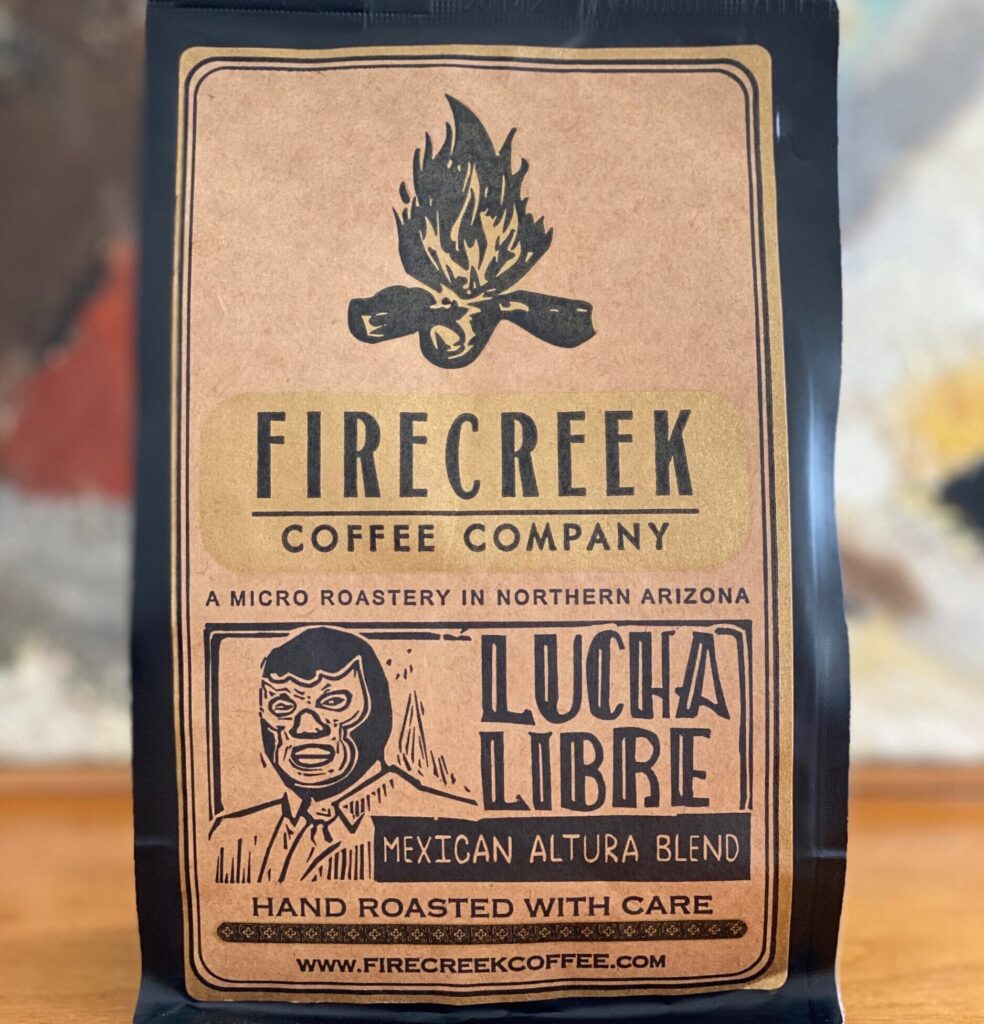 FIRECREEK
COFFEE COMPANY
A MICRO ROASTERY IN NORTHERN ARIZONA
LUCHA
LIBRE
MEXICAN ALTURA BLEND
HAND ROASTED WITH CARE
WWW.FIRECREEKCOFFEE.COM